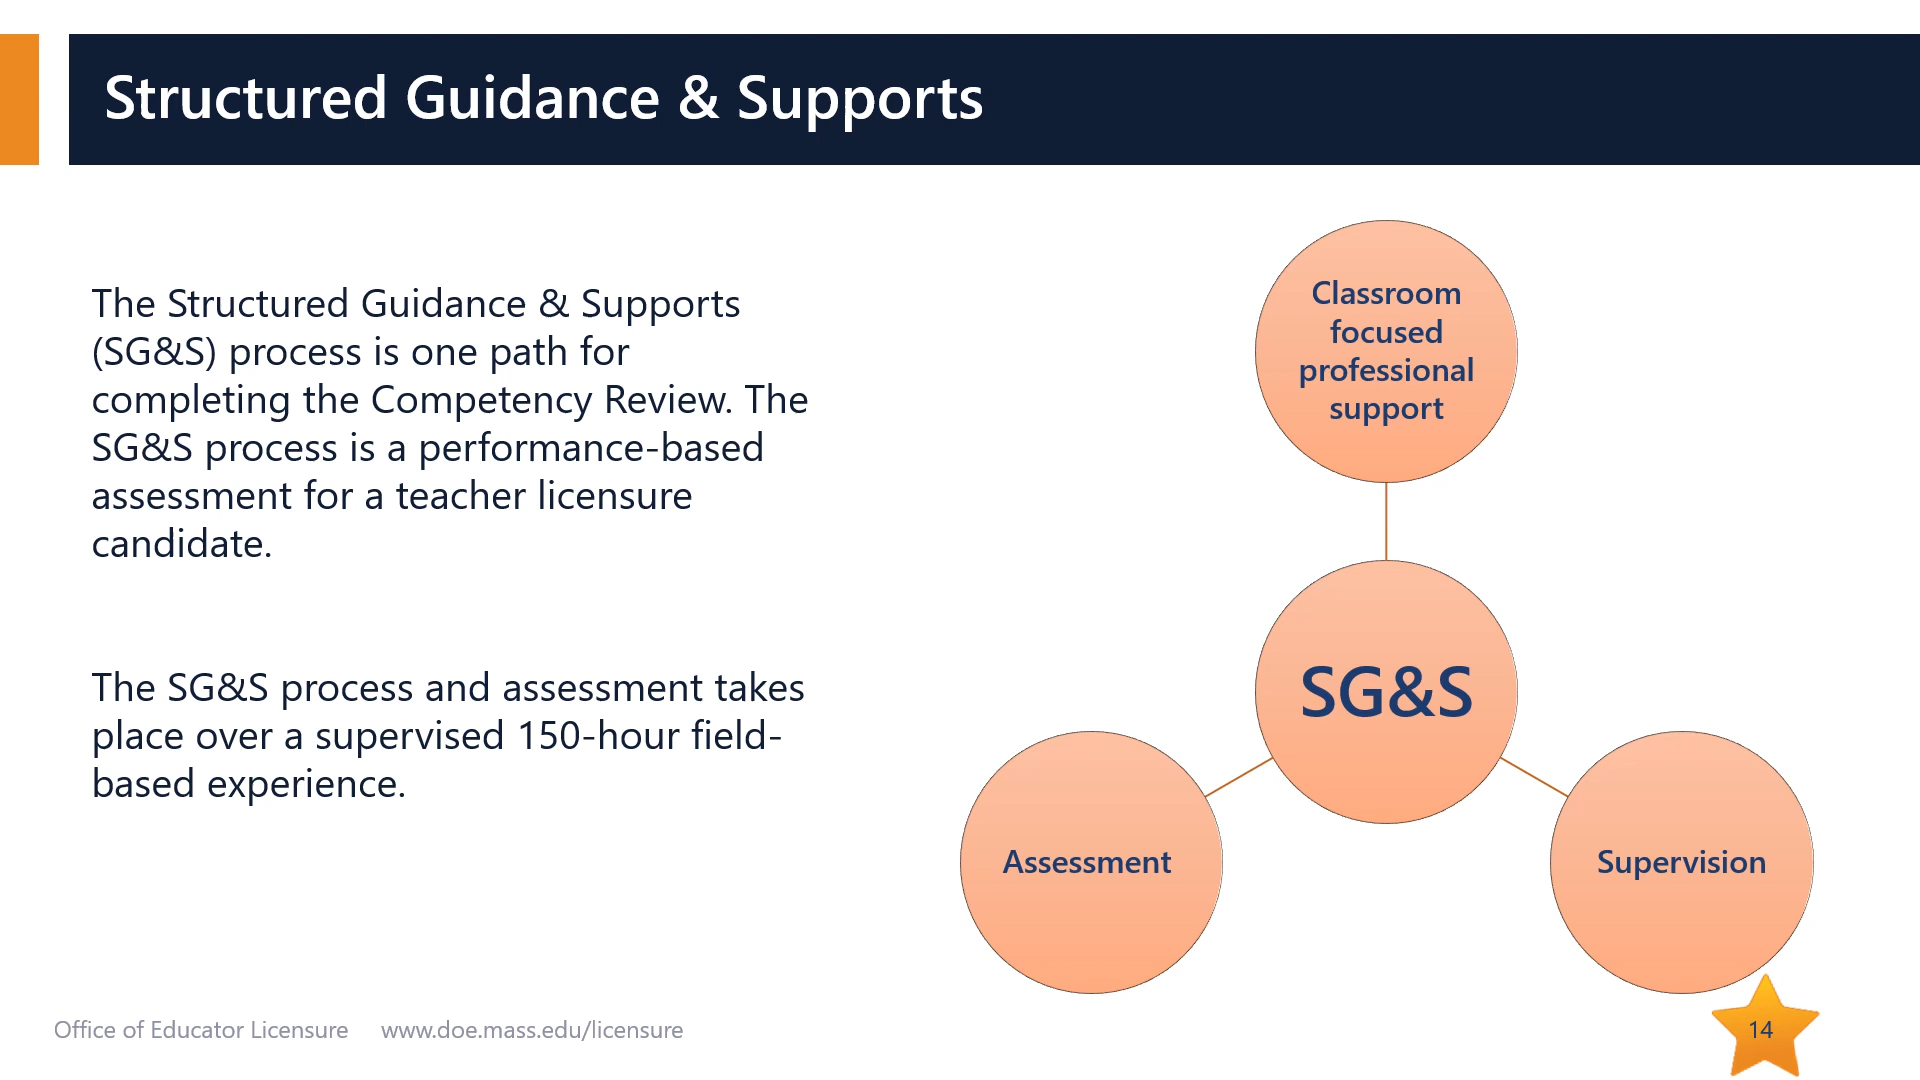 Structured Guidance & Supports
The Structured Guidance & Supports
(SG&S) process is one path for
completing the Competency Review. The
SG&S process is a performance-based
assessment for a teacher licensure
candidate.
The SG&S process and assessment takes
place over a supervised 150-hour field-
based experience.
Classroom
focused
professional
support
SG&S
Assessment
Supervision
Office of Educator Licensure www.doe.mass.edu/licensure
14